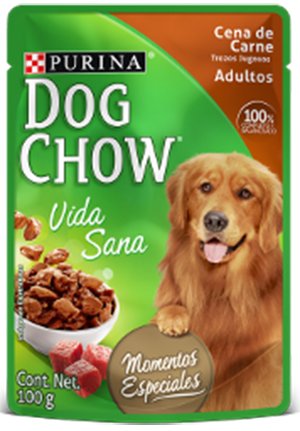 PURINA
DOG
CHOW
Vida
Sana
Cena de
Carne
Trozos Jugosos
Adultos
100%
Momentos
Especiales
Cont. Net.
100 g